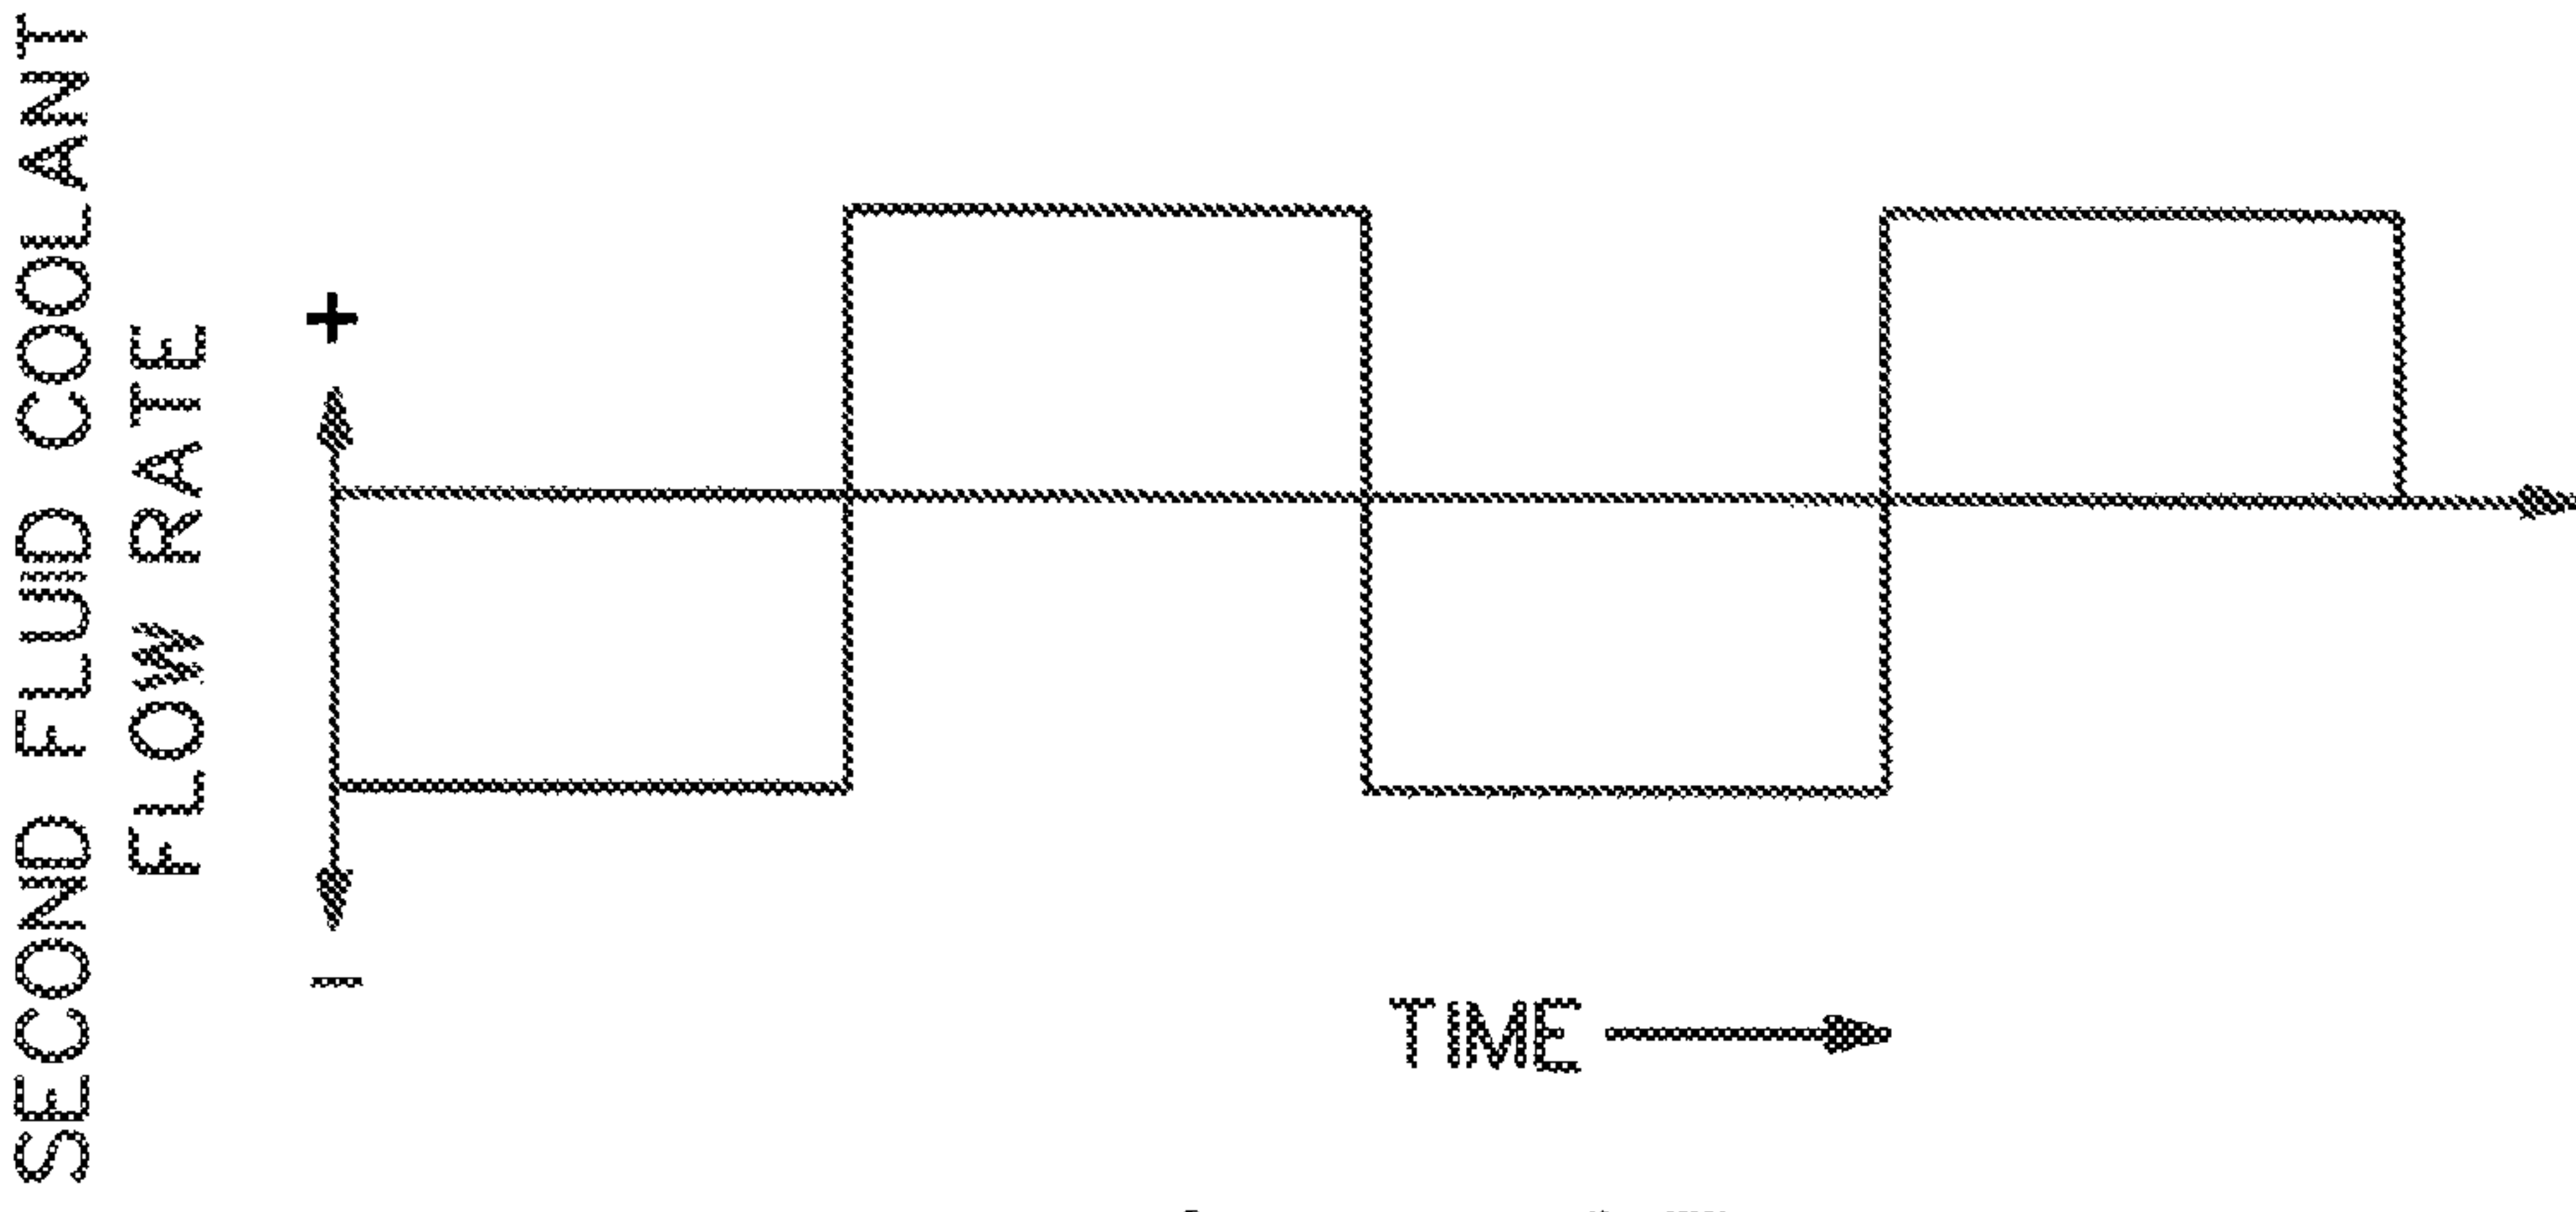 SECOND FLUID COOLANT
FLOW RATE
+
−
TIME